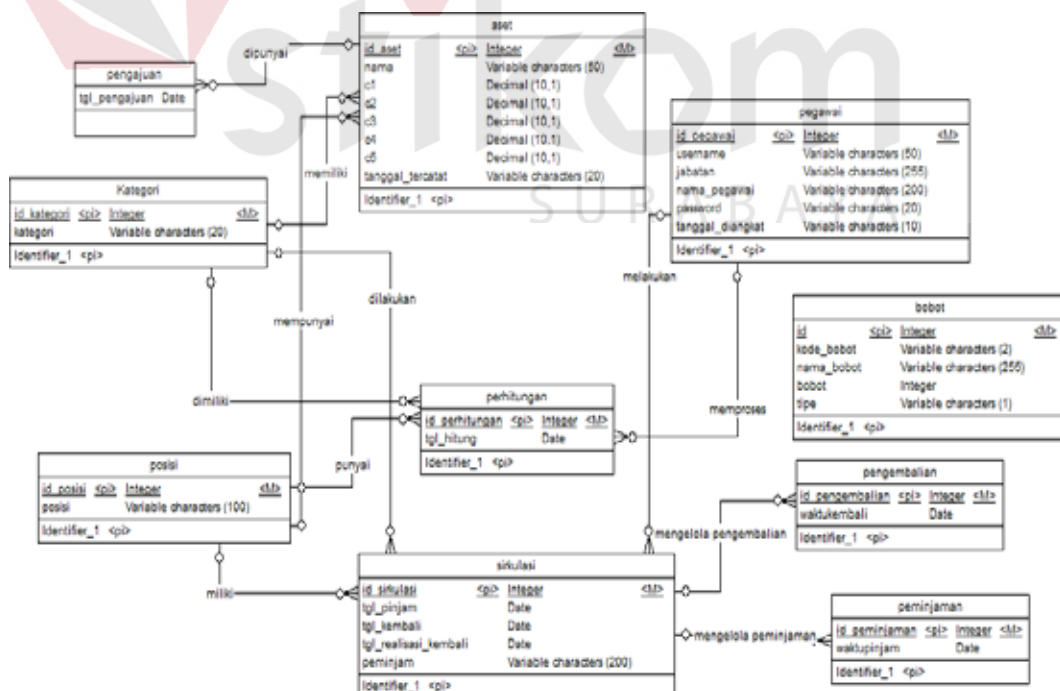 stikom
SURABAYA
aset
id_aset <pi> Integer <M>
nama Variable characters (50)
c1 Decimal (10,1)
c2 Decimal (10,1)
c3 Decimal (10,1)
c4 Decimal (10,1)
c5 Decimal (10,1)
tanggal_tercatat Variable characters (20)
Identifier_1 <pi>
dipunyai
pengajuan
tgl_pengajuan Date
pegawai
id_pegawai <pi> Integer <M>
username Variable characters (50)
jabatan Variable characters (255)
nama_pegawai Variable characters (200)
password Variable characters (20)
tanggal_diangkat Variable characters (10)
Identifier_1 <pi>
memiliki
Kategori
id_kategori <pi> Integer <M>
kategori Variable characters (20)
Identifier_1 <pi>
melakukan
dilakukan
mempunyai
bobot
id <pi> Integer <M>
kode_bobot Variable characters (2)
nama_bobot Variable characters (255)
bobot Integer
tipe Variable characters (1)
Identifier_1 <pi>
dimiliki
perhitungan
id_perhitungan <pi> Integer <M>
tgl_hitung Date
Identifier_1 <pi>
memproses
punyai
posisi
id_posisi <pi> Integer <M>
posisi Variable characters (100)
Identifier_1 <pi>
pengembalian
id_pengembalian <pi> Integer <M>
waktukembali Date
Identifier_1 <pi>
mengelola pengembalian
miliki
sirkulasi
id_sirkulasi <pi> Integer <M>
tgl_pinjam Date
tgl_kembali Date
tgl_realisasi_kembali Date
peminjam Variable characters (200)
Identifier_1 <pi>
mengelola peminjaman
peminjaman
id_peminjaman <pi> Integer <M>
waktupinjam Date
Identifier_1 <pi>